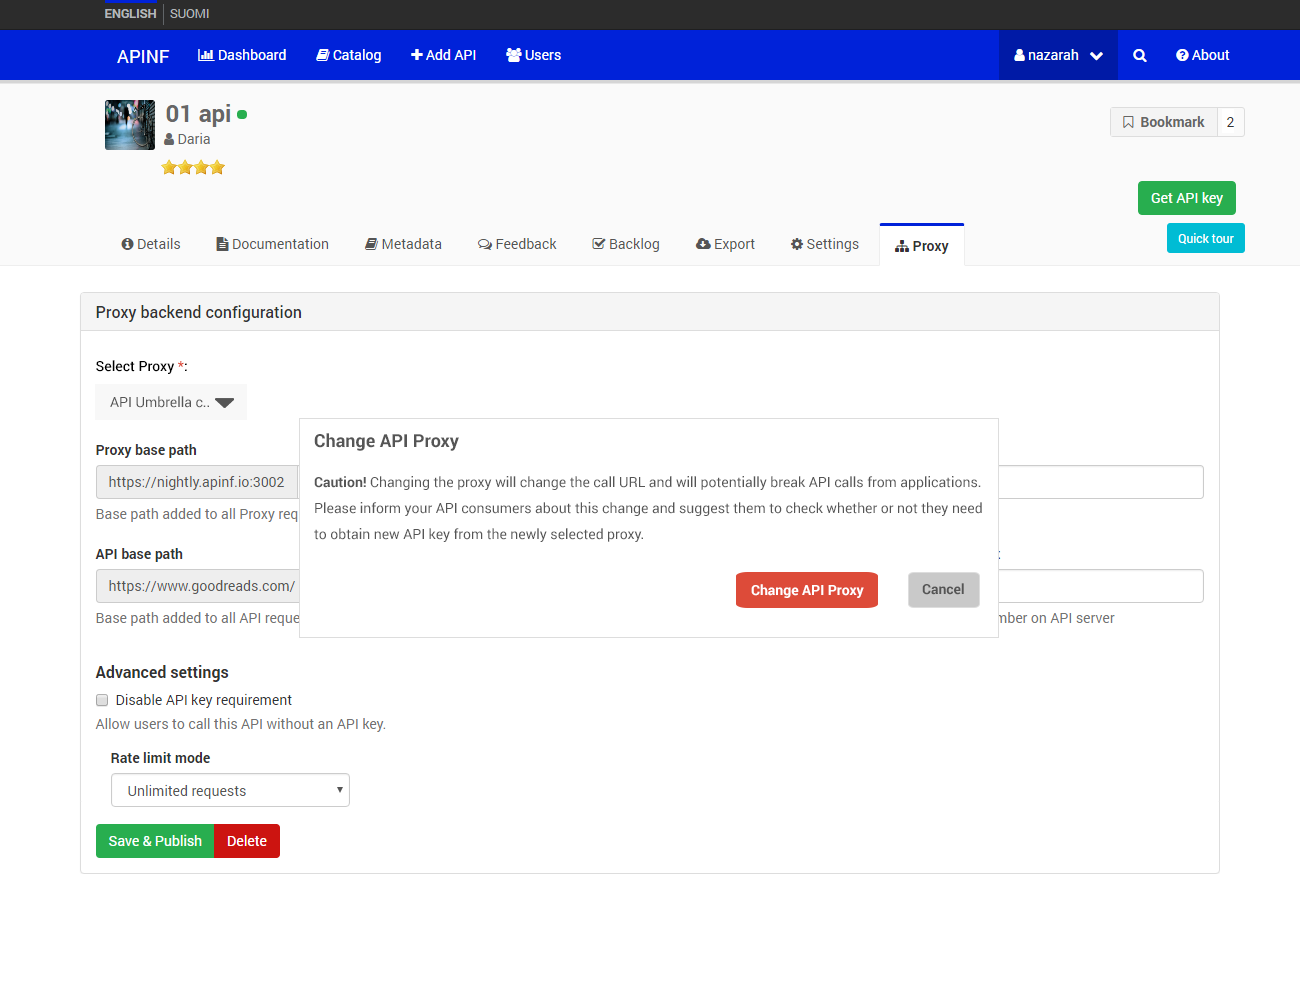 ENGLISH SUOMI
APINF Dashboard Catalog Add API Users nazarah About
01 api
Daria
Bookmark 2
Get API key
Details Documentation Metadata Feedback Backlog Export Settings Proxy
Quick tour
Proxy backend configuration
Select Proxy *:
API Umbrella c..
Proxy base path
https://nightly.apinf.io:3002
Base path added to all Proxy req
API base path
https://www.goodreads.com/
Base path added to all API reque
mber on API server
Change API Proxy
Caution! Changing the proxy will change the call URL and will potentially break API calls from applications.
Please inform your API consumers about this change and suggest them to check whether or not they need
to obtain new API key from the newly selected proxy.
Change API Proxy Cancel
Advanced settings
Disable API key requirement
Allow users to call this API without an API key.
Rate limit mode
Unlimited requests
Save & Publish Delete